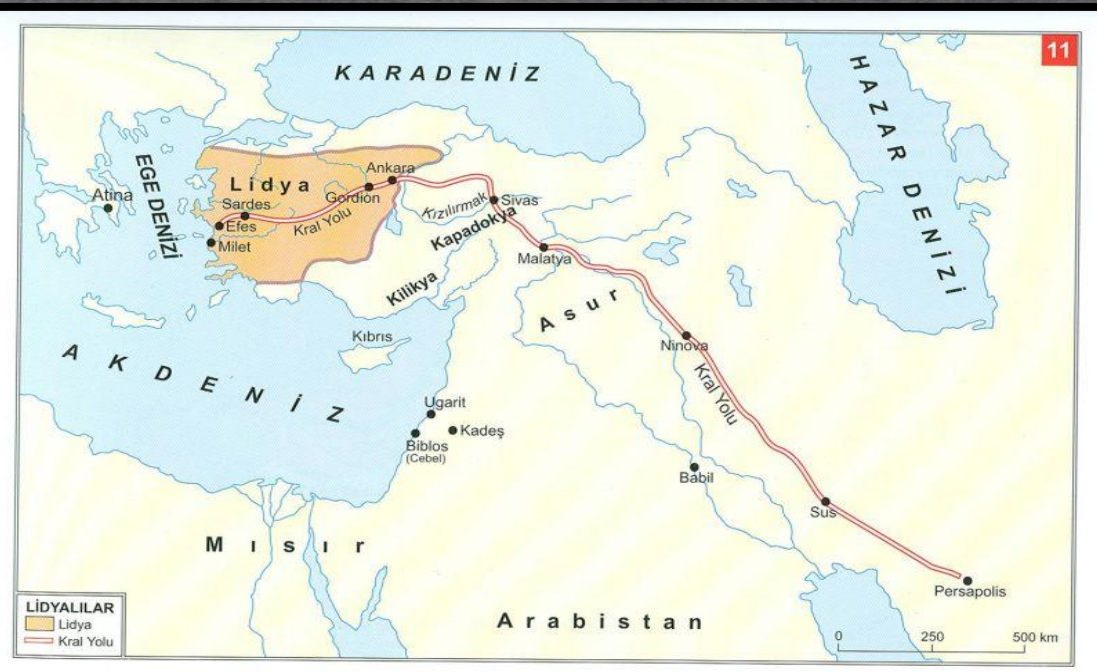 11
KARADENİZ
HAZAR DENİZİ
EGE DENİZİ
Atina
Lidya
Ankara
Gordion
Sardes
Kral Yolu
Efes
Milet
Kızılırmak
Sivas
Kapadokya
Malatya
Kilikya
Asur
Kıbrıs
Ninova
Kral Yolu
AKDENİZ
Ugarit
Kadeş
Biblos
(Cebel)
Babil
Sus
Mısır
Persapolis
Arabistan
LİDYALILAR
Lidya
Kral Yolu
0 250 500 km